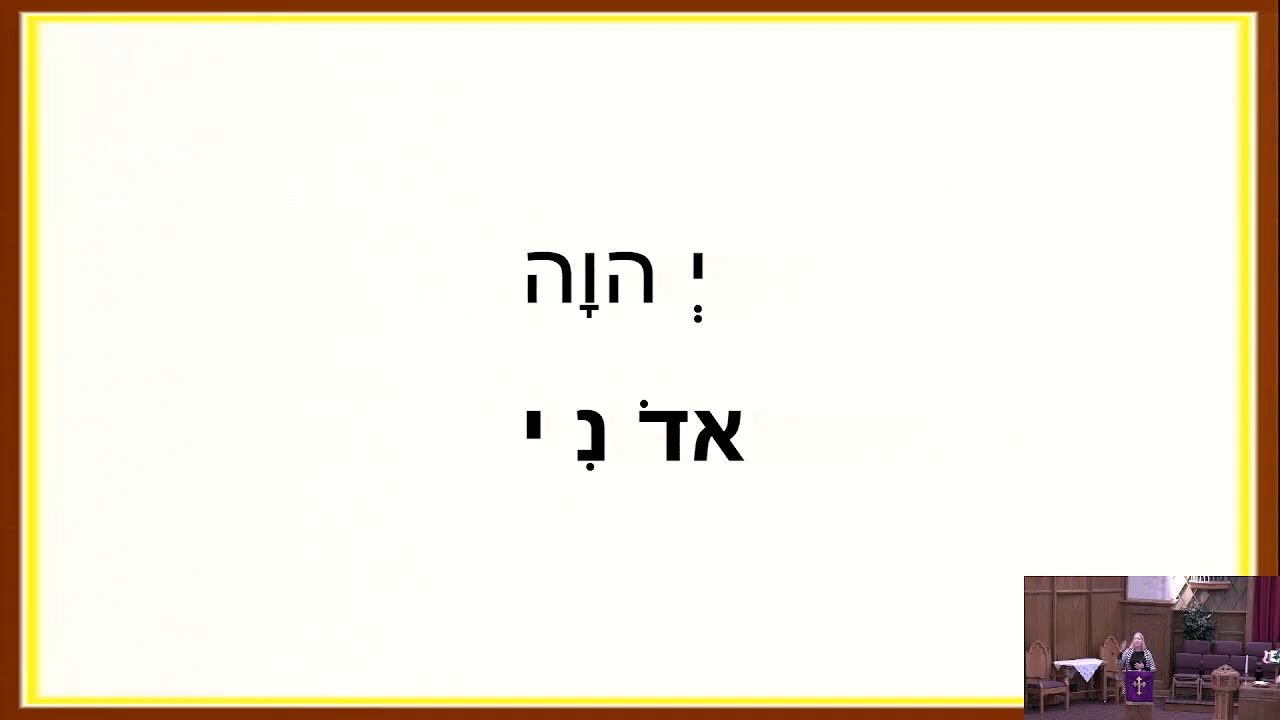 יְ הוָה
אדֹ נִ י